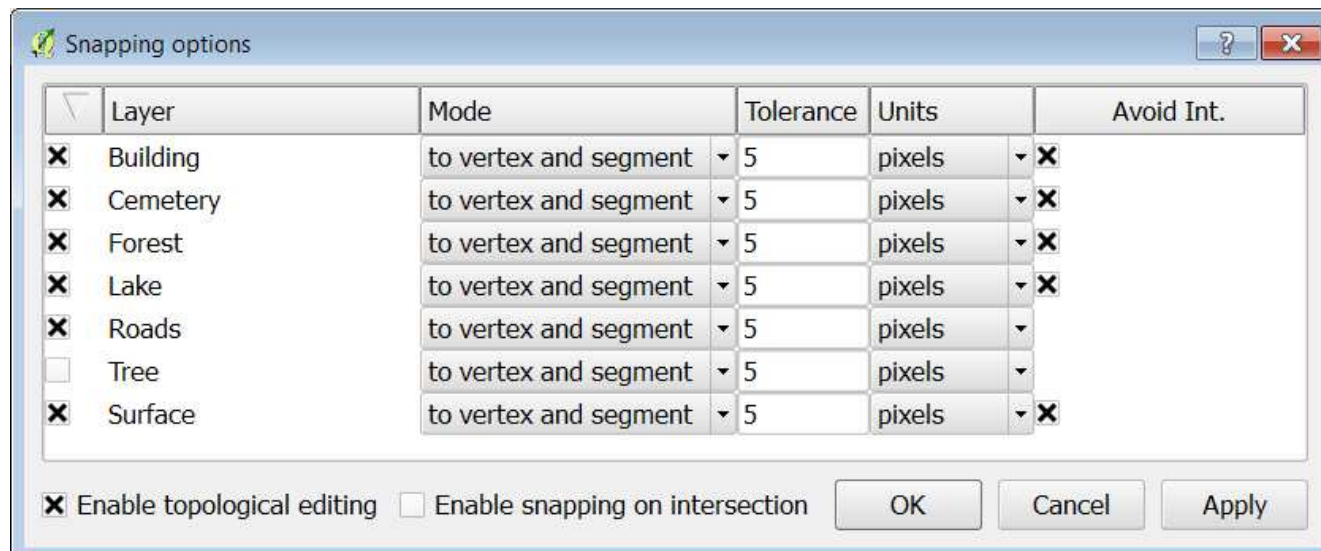 Snapping options
Layer Mode Tolerance Units Avoid Int.
Building to vertex and segment 5 pixels
Cemetery to vertex and segment 5 pixels
Forest to vertex and segment 5 pixels
Lake to vertex and segment 5 pixels
Roads to vertex and segment 5 pixels
Tree to vertex and segment 5 pixels
Surface to vertex and segment 5 pixels
Enable topological editing Enable snapping on intersection OK Cancel Apply